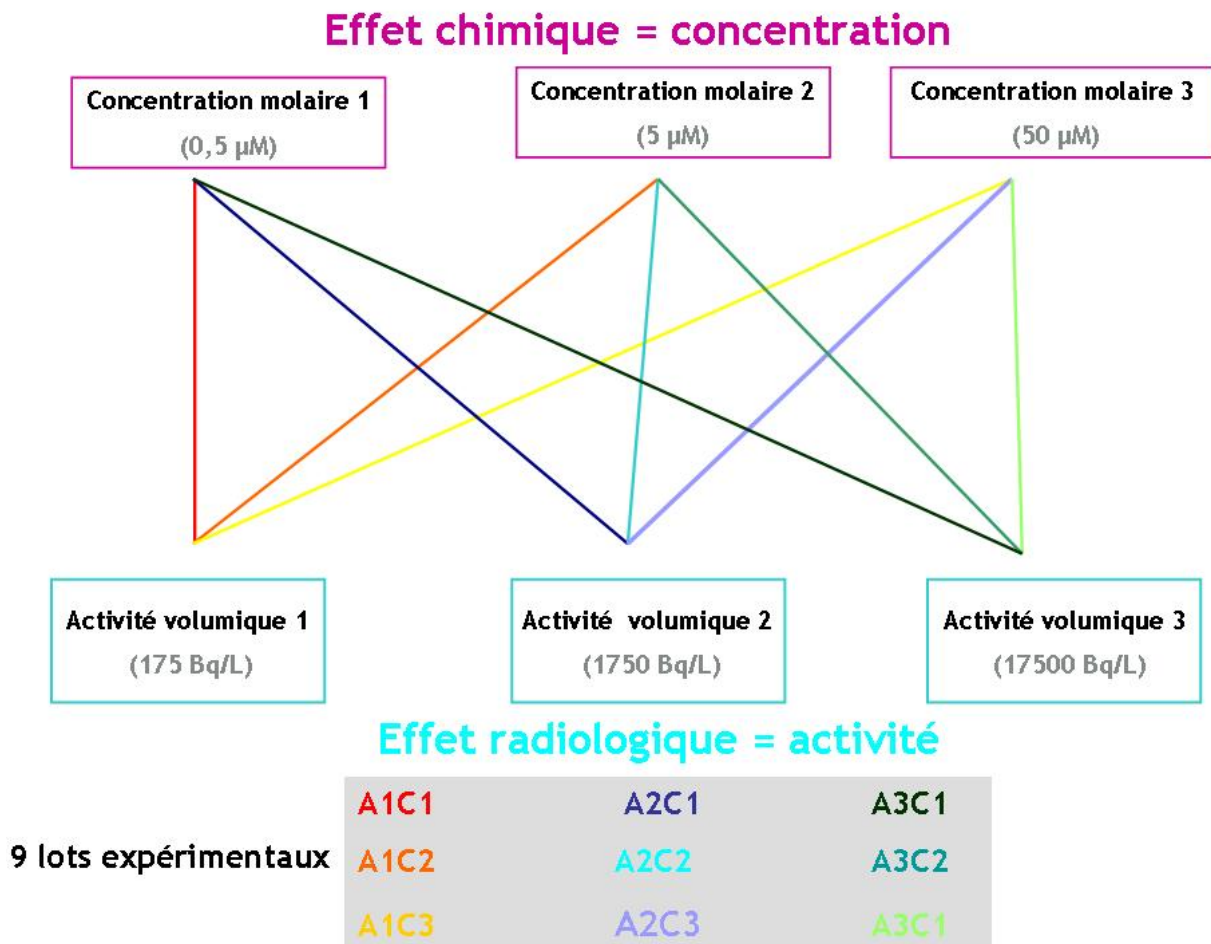 Effet chimique = concentration
Concentration molaire 1
(0,5 µM)
Concentration molaire 2
(5 µM)
Concentration molaire 3
(50 µM)
Activité volumique 1
(175 Bq/L)
Activité volumique 2
(1750 Bq/L)
Activité volumique 3
(17500 Bq/L)
Effet radiologique = activité
9 lots expérimentaux
A1C1 A2C1 A3C1
A1C2 A2C2 A3C2
A1C3 A2C3 A3C1